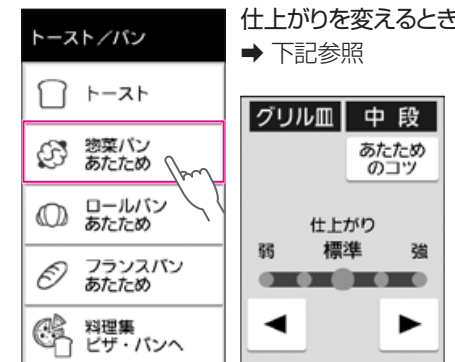 トースト／パン
トースト
惣菜パン
あたため
ロールパン
あたため
フランスパン
あたため
料理集
ピザ・パンへ
仕上がりを変えるとき
➡ 下記参照
グリル皿 中段
あたため
のコツ
仕上がり
弱 標準 強
◀ ▶